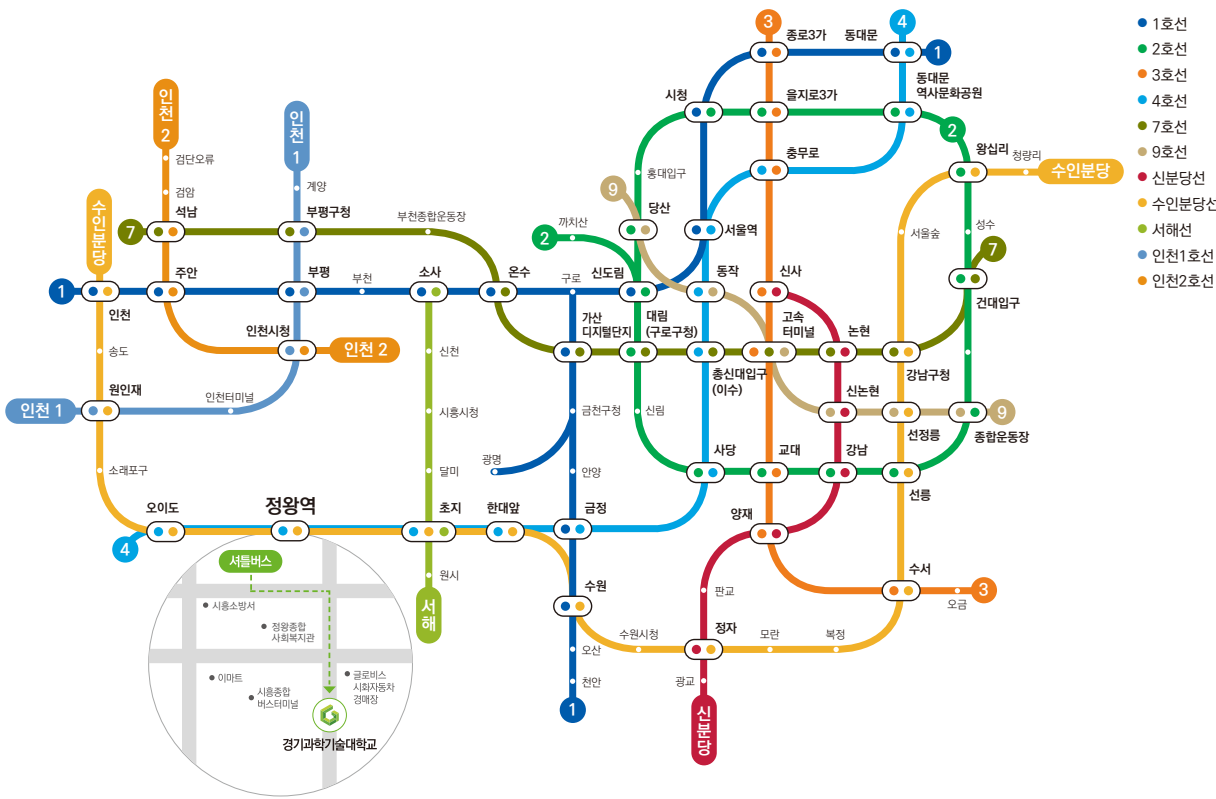 3
4
종로3가
동대문
1
동대문
역사문화공원
시청
을지로3가
인천
2
인천
1
2
왕십리
청량리
수인분당
검단오류
충무로
홍대입구
9
계양
검암
수인분당
석남
부평구청
부천종합운동장
7
까치산
2
당산
서울역
서울숲
성수
7
주안
부평
부천
소사
온수
구로
신도림
동작
신사
1
인천
건대입구
인천시청
가산
디지털단지
대림
(구로구청)
고속
터미널
논현
인천 2
송도
신천
총신대입구
(이수)
강남구청
원인재
인천터미널
신논현
인천 1
시흥시청
금천구청
신림
선정릉
9
종합운동장
소래포구
달미
광명
안양
사당
교대
강남
선릉
오이도
정왕역
초지
한대앞
금정
양재
4
셔틀버스
원시
수원
판교
수서
3
오금
서해
시흥소방서
정왕종합
사회복지관
수원시청
정자
모란
복정
오산
이마트
시흥종합
버스터미널
글로비스
시화자동차
경매장
천안
광교
1
신분당
경기과학기술대학교
1호선
2호선
3호선
4호선
7호선
9호선
신분당선
수인분당선
서해선
인천1호선
인천2호선